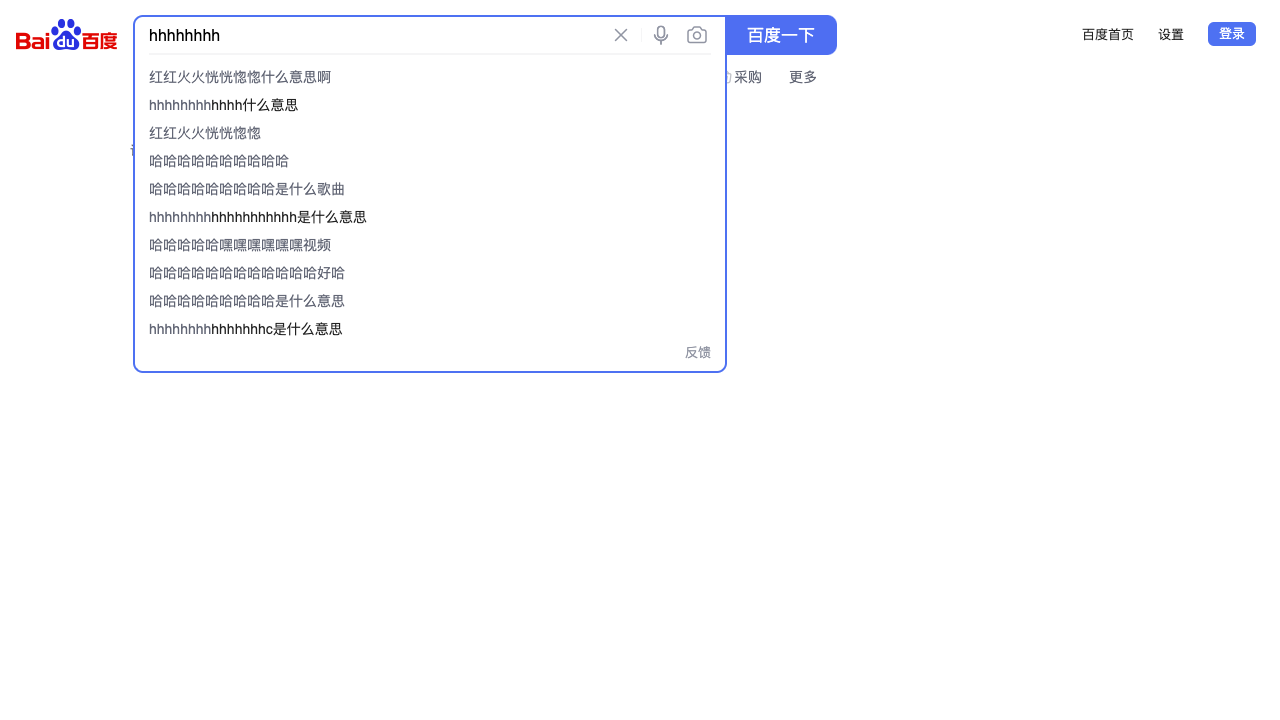 Bai du 百度
hhhhhhhh
百度一下
百度首页
设置
登录
红红火火恍恍惚惚什么意思啊
采购
更多
hhhhhhhhhhhh什么意思
红红火火恍恍惚惚
哈哈哈哈哈哈哈哈哈哈
哈哈哈哈哈哈哈哈哈是什么歌曲
hhhhhhhhhhhhhhhhhhh是什么意思
哈哈哈哈哈嘿嘿嘿嘿嘿嘿视频
哈哈哈哈哈哈哈哈哈哈哈哈好哈
哈哈哈哈哈哈哈哈哈是什么意思
hhhhhhhhhhhhhhhc是什么意思
反馈